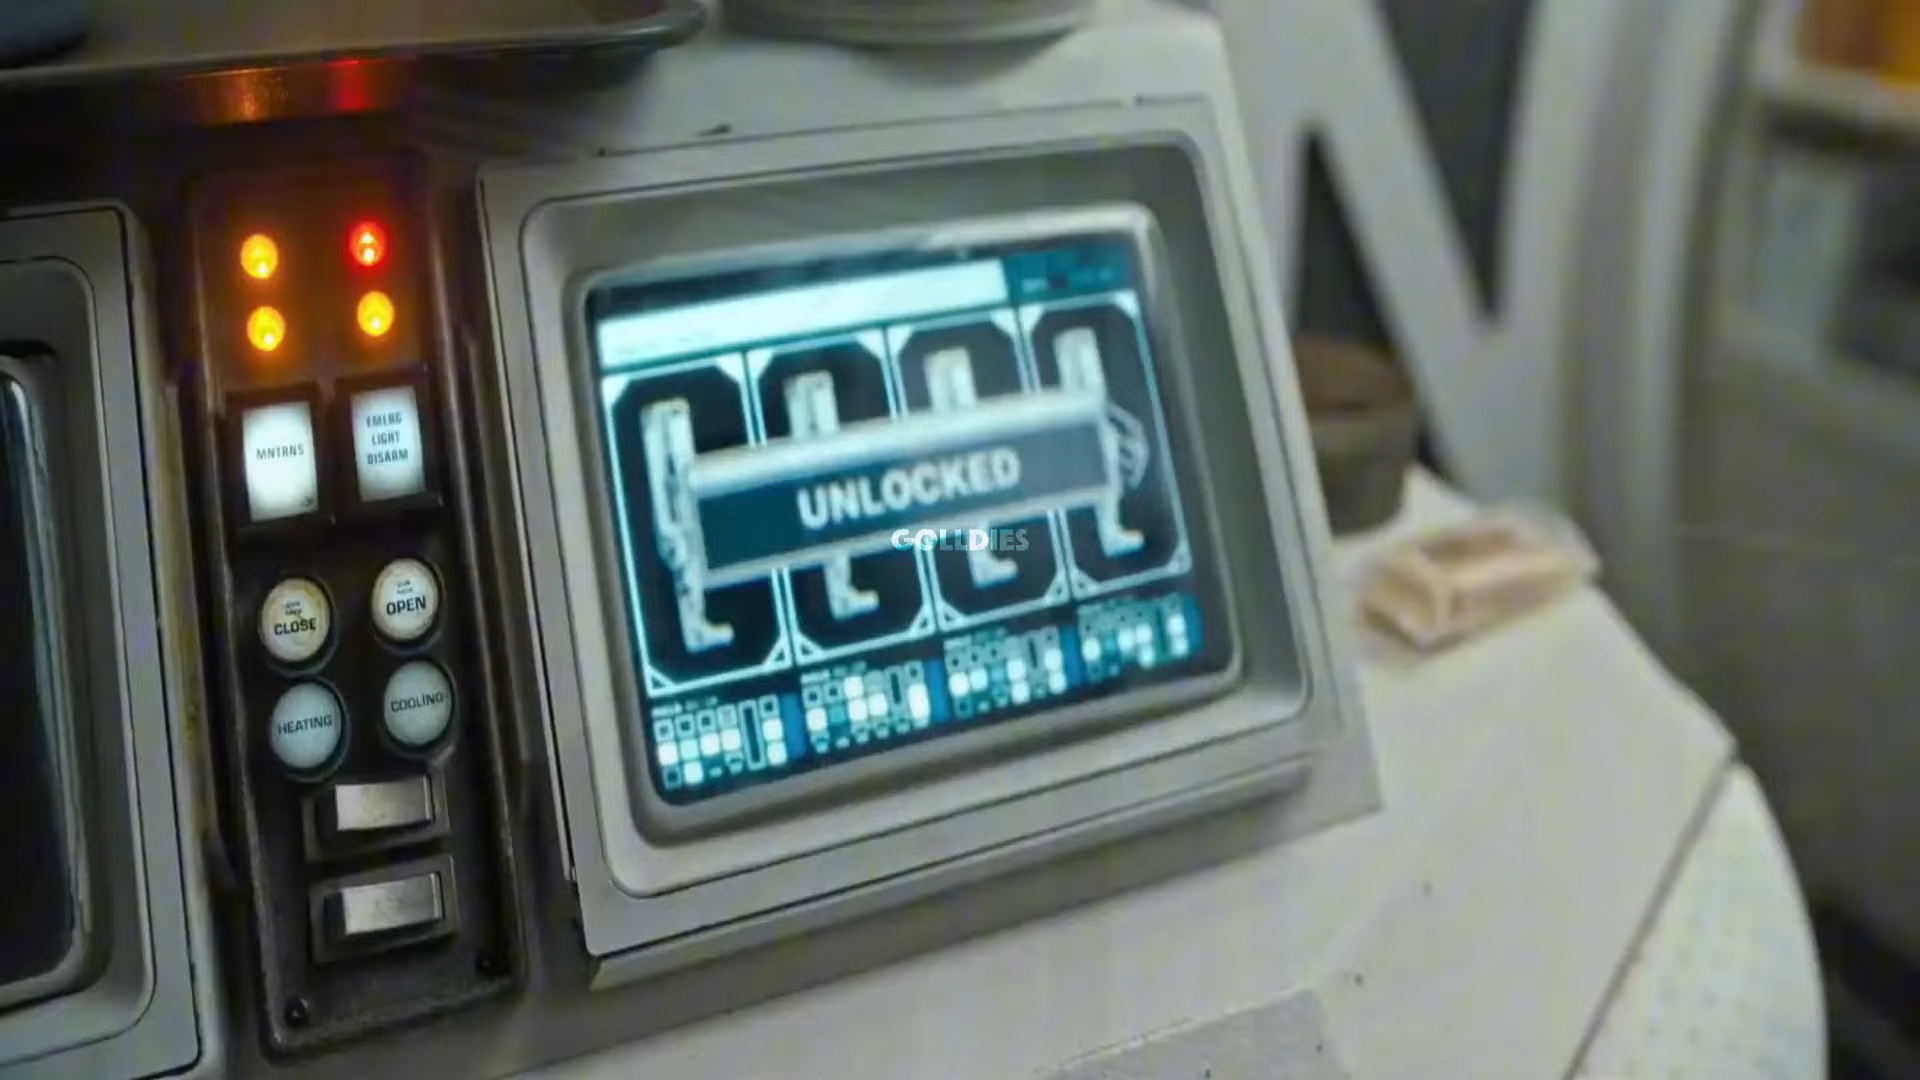 MNTRNS
EMERG
LIGHT
DISARM
CLOSE
OPEN
HEATING
COOLING
UNLOCKED
GOLLDIES